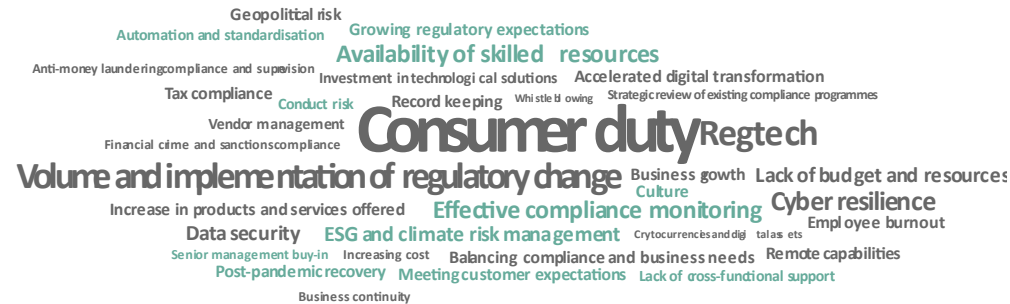 Geopolitical risk
Automation and standardisation
Growing regulatory expectations
Availability of skilled resources
Anti-money laundering compliance and supervision
Investment in technological solutions
Accelerated digital transformation
Tax compliance
Conduct risk
Record keeping
Whistle blowing
Strategic review of existing compliance programmes
Vendor management
Consumer duty
Regtech
Financial crime and sanctions compliance
Volume and implementation of regulatory change
Business growth
Lack of budget and resources
Culture
Increase in products and services offered
Effective compliance monitoring
Cyber resilience
Employee burnout
Data security
ESG and climate risk management
Crytocurrencies and digital assets
Senior management buy-in
Increasing cost
Balancing compliance and business needs
Remote capabilities
Post-pandemic recovery
Meeting customer expectations
Lack of cross-functional support
Business continuity